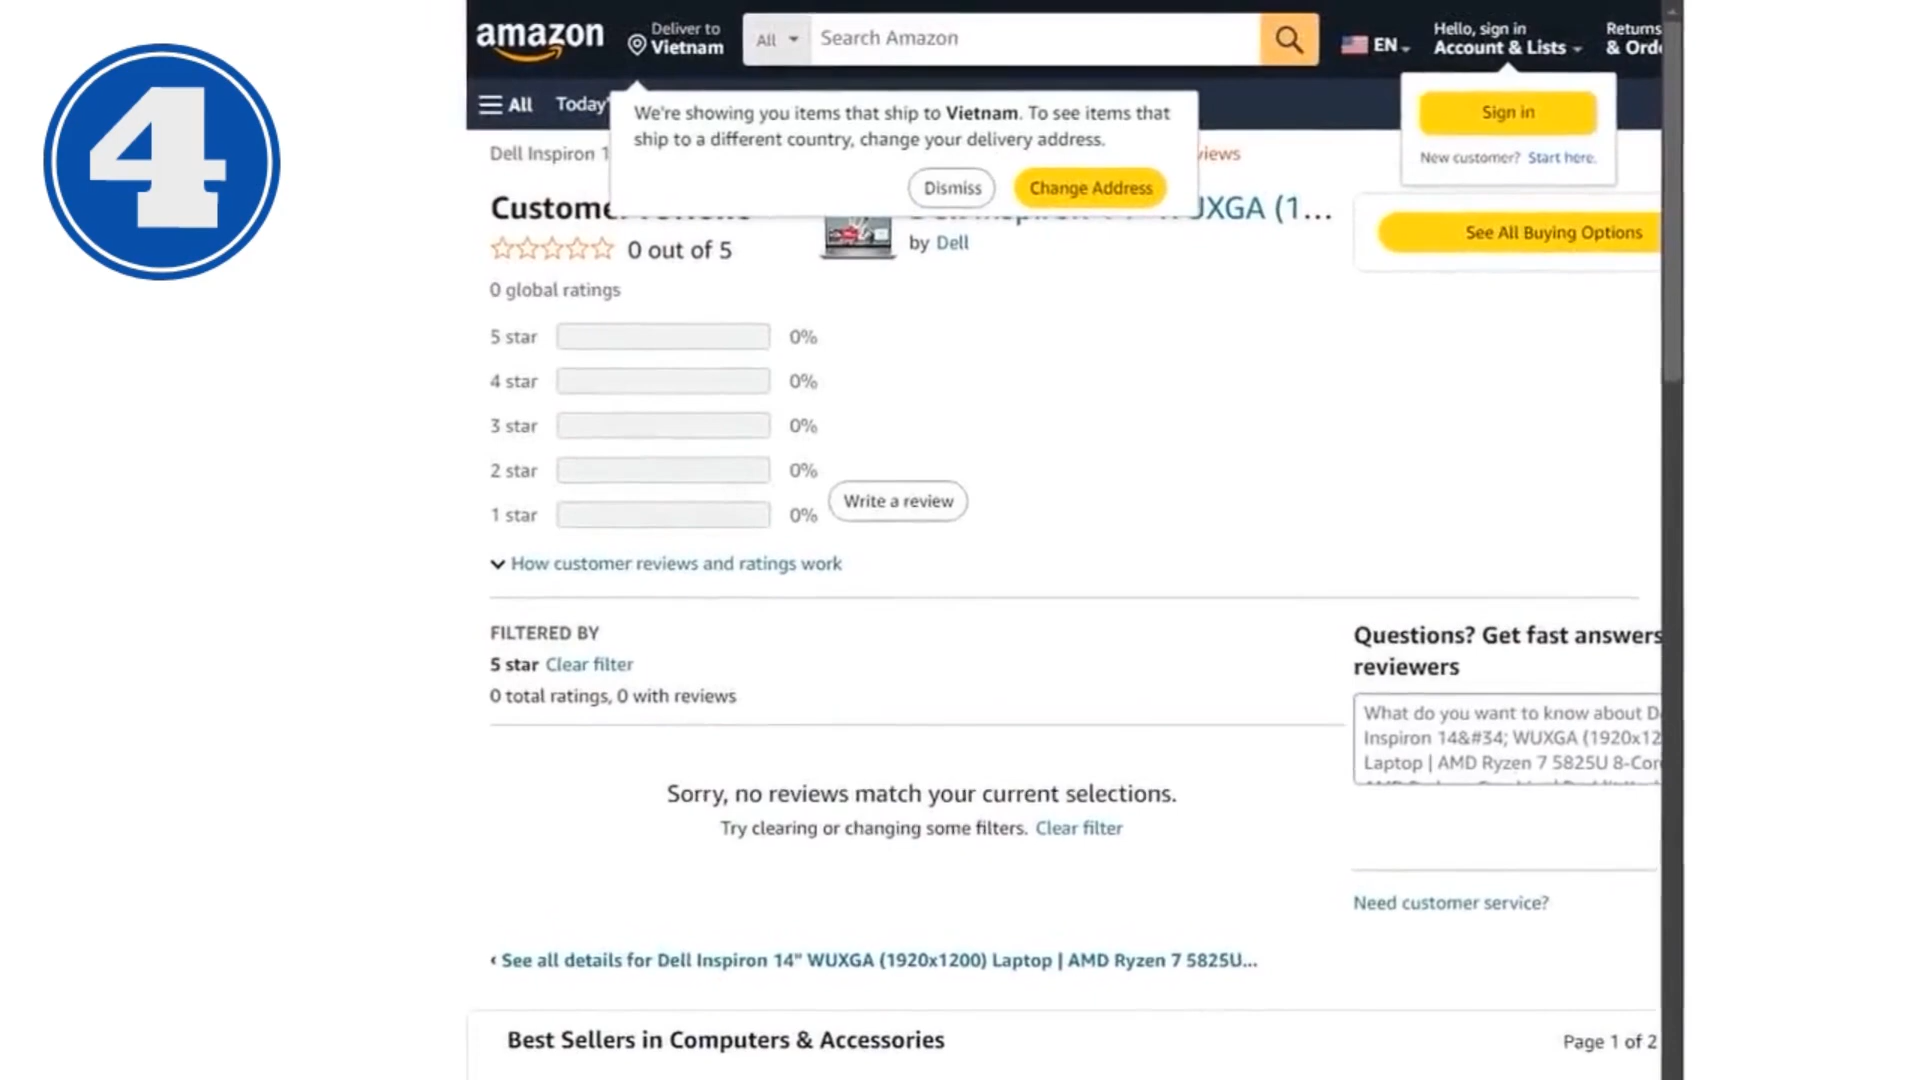 4
amazon
Deliver to
Vietnam
All
Search Amazon
EN
Hello, sign in
Account & Lists
Returns
& Orde
All
Today'
We're showing you items that ship to Vietnam. To see items that
ship to a different country, change your delivery address.
Dismiss
Change Address
Sign in
New customer? Start here.
Dell Inspiron 1
views
Custome
UXGA (1...
by Dell
See All Buying Options
0 out of 5
0 global ratings
5 star 0%
4 star 0%
3 star 0%
2 star 0%
1 star 0%
Write a review
How customer reviews and ratings work
FILTERED BY
5 star Clear filter
0 total ratings, 0 with reviews
Questions? Get fast answers
reviewers
What do you want to know about D
Inspiron 14&#34; WUXGA (1920x12
Laptop | AMD Ryzen 7 5825U 8-Cor
Sorry, no reviews match your current selections.
Try clearing or changing some filters. Clear filter
Need customer service?
‹ See all details for Dell Inspiron 14" WUXGA (1920x1200) Laptop | AMD Ryzen 7 5825U...
Best Sellers in Computers & Accessories
Page 1 of 2